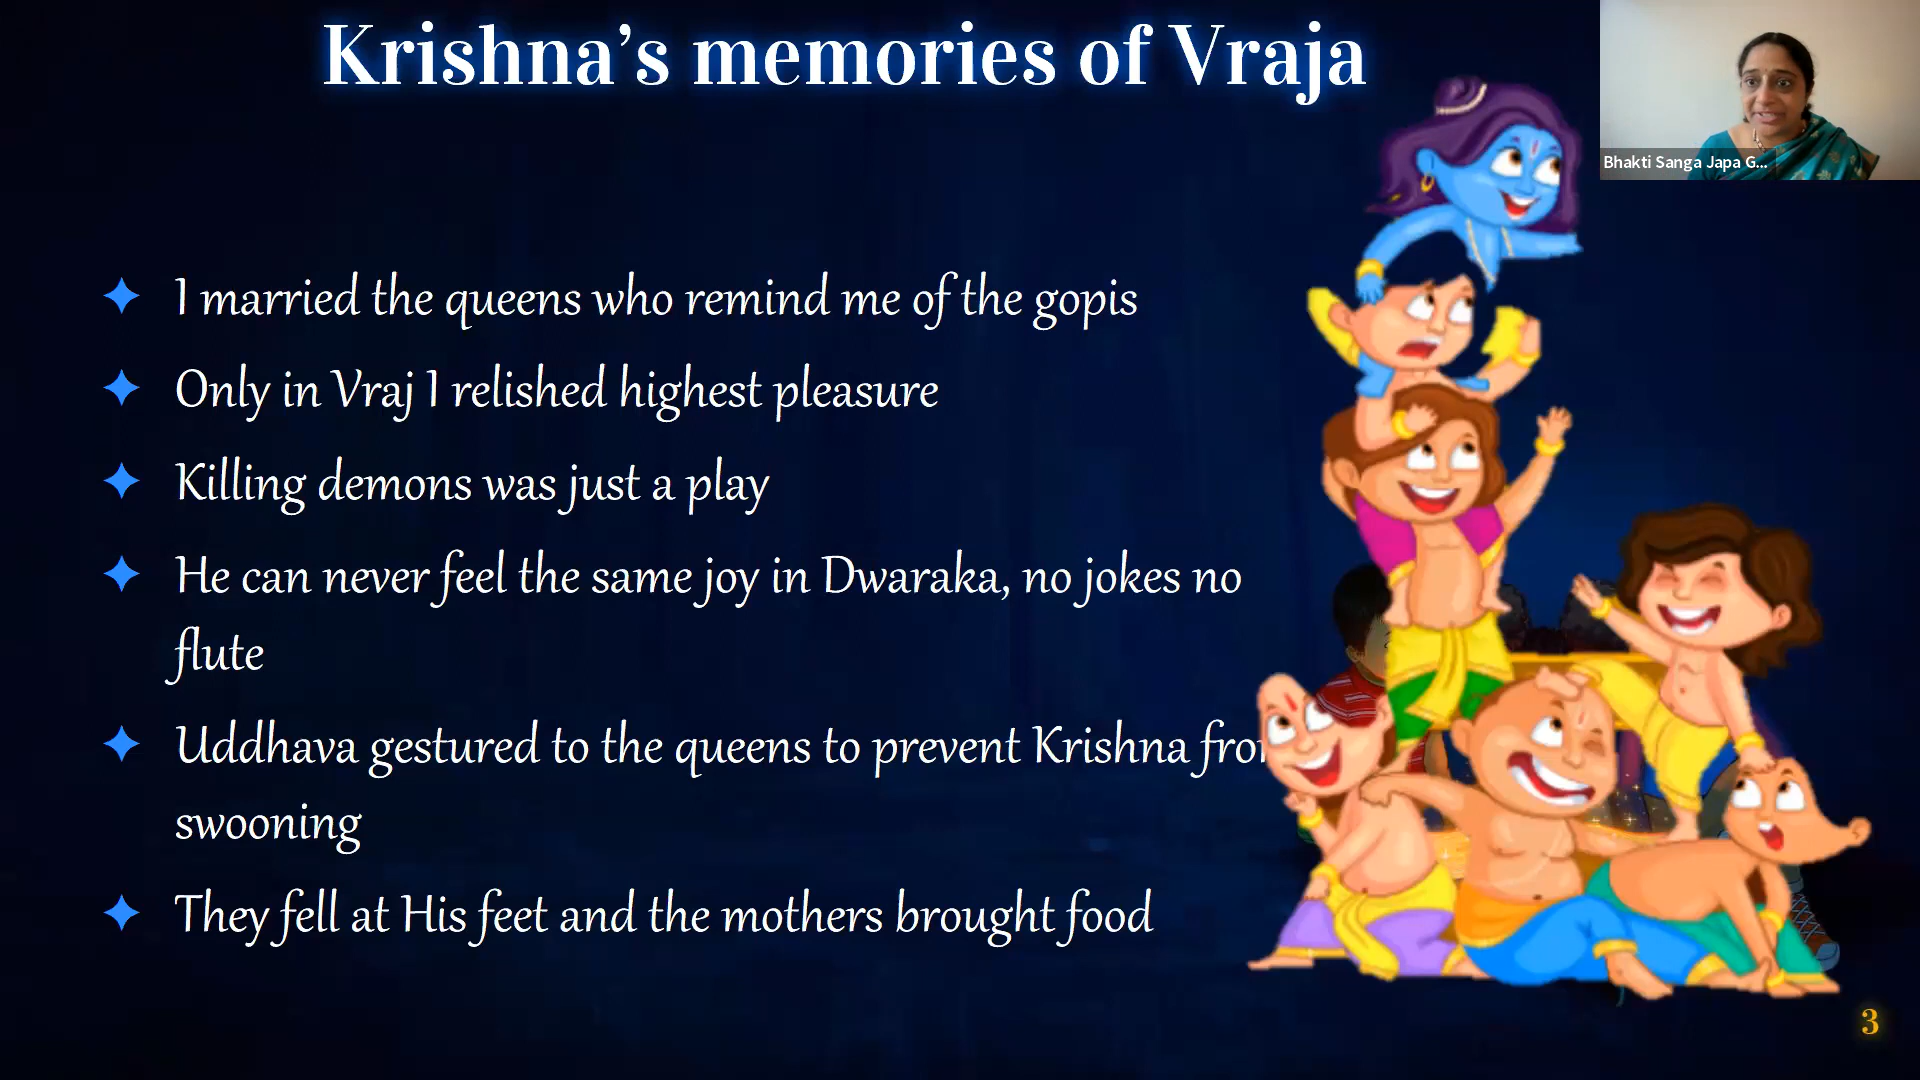 Krishna's memories of Vraja
Bhakti Sanga Japa G...
I married the queens who remind me of the gopis
Only in Vraj I relished highest pleasure
Killing demons was just a play
He can never feel the same joy in Dwaraka, no jokes no
flute
Uddhava gestured to the queens to prevent Krishna
swooning
They fell at His feet and the mothers brought food
3